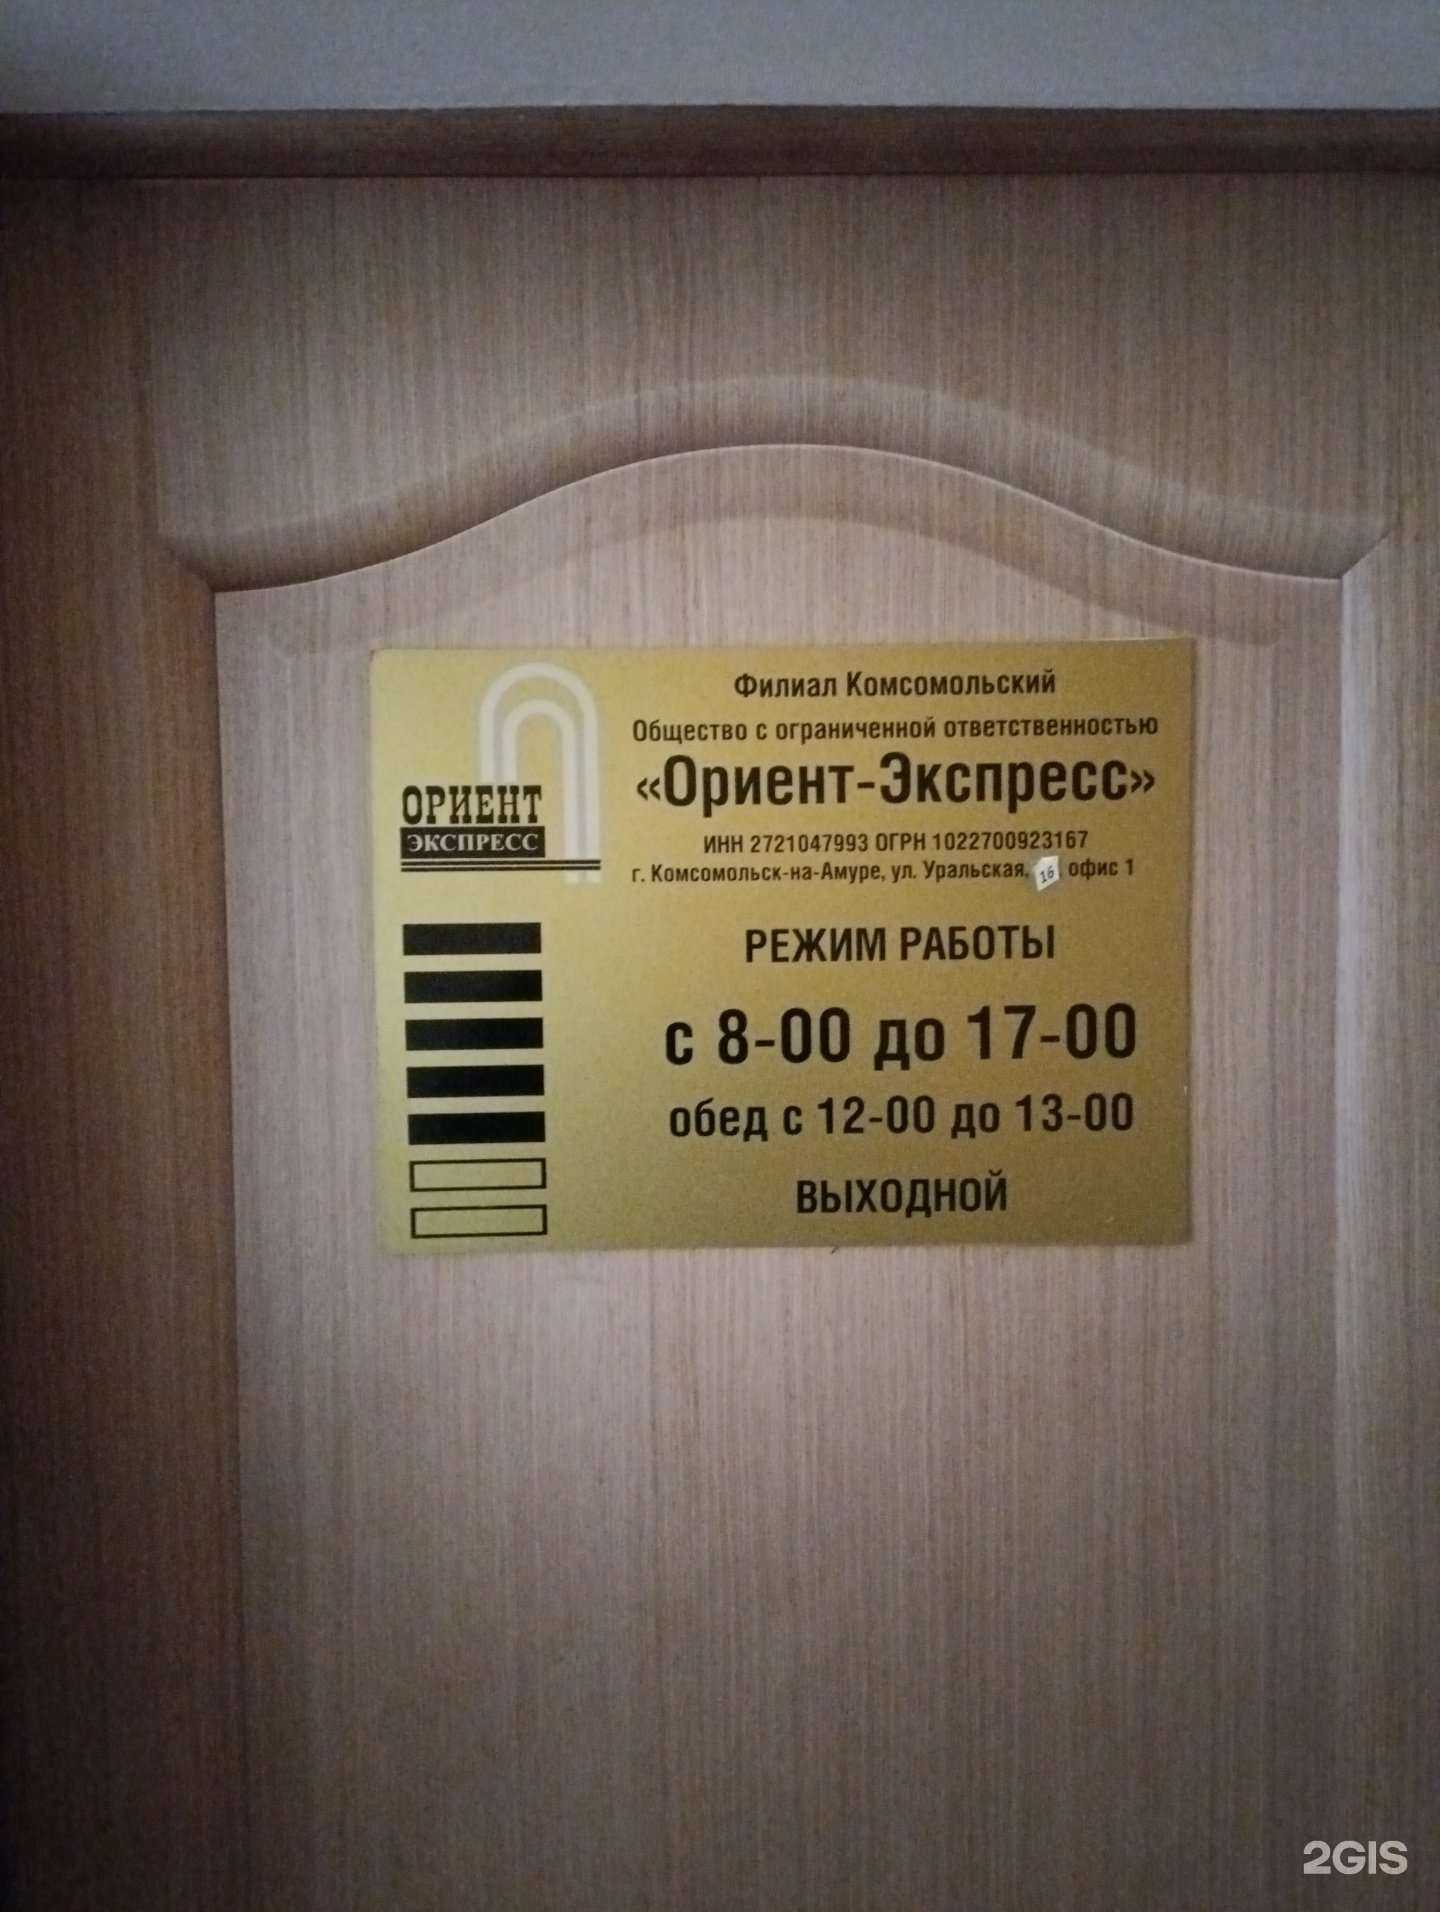 Филиал Комсомольский
Общество с ограниченной ответственностью
«Ориент-Экспресс»
ОРИЕНТ
ЭКСПРЕСС
ИНН 2721047993 ОГРН 1022700923167
г. Комсомольск-на-Амуре, ул. Уральская, 16 офис 1
РЕЖИМ РАБОТЫ
с 8-00 до 17-00
обед с 12-00 до 13-00
ВЫХОДНОЙ
2GIS